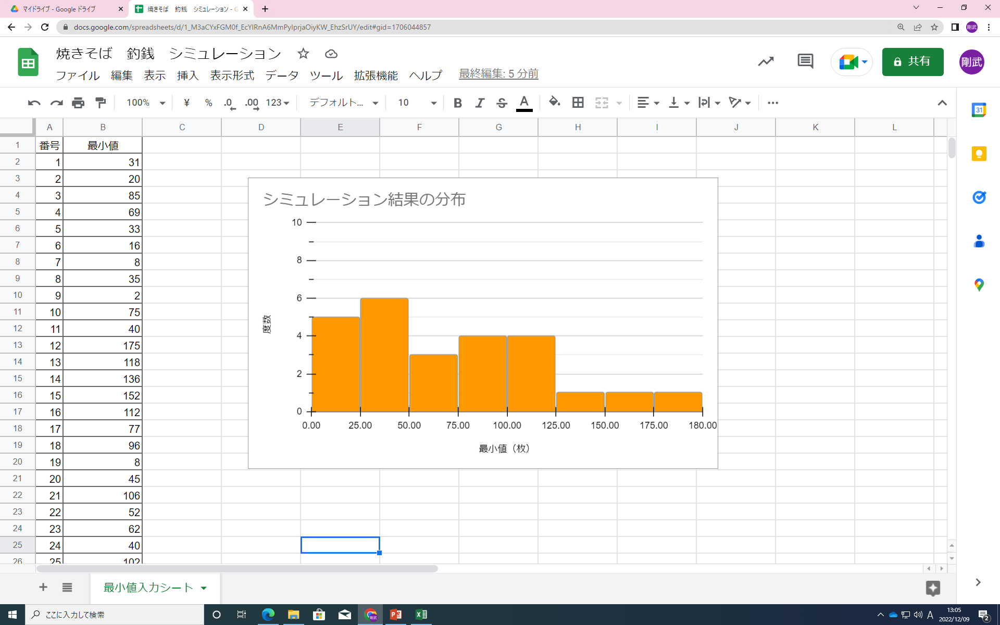 マイドライブ - Google ドライブ
焼きそば　釣銭　シミュレーション - G
docs.google.com/spreadsheets/d/1_M3aCYxFGM0f_EcYlRnA6MmPyIprjaOiyKW_EhzSrUY/edit#gid=1706044857
剛武
焼きそば　釣銭　シミュレーション
ファイル 編集 表示 挿入 表示形式 データ ツール 拡張機能 ヘルプ 最終編集: 5 分前
共有
剛武
100% ¥ % .0 .00 123 デフォルト... 10 B I S A
31
A B C D E F G H I J K L
1 番号 最小値
2 1 31
3 2 20
4 3 85
5 4 69
6 5 33
7 6 16
8 7 8
9 8 35
10 9 2
11 10 75
12 11 40
13 12 175
14 13 118
15 14 136
16 15 152
17 16 112
18 17 77
19 18 96
20 19 8
21 20 45
22 21 106
23 22 52
24 23 62
25 24 40
26 25 102
シミュレーション結果の分布
10
8
6
4
2
0
度数
0.00 25.00 50.00 75.00 100.00 125.00 150.00 175.00 180.00
最小値（枚）
最小値入力シート
ここに入力して検索
A
13:05
2022/12/09
2